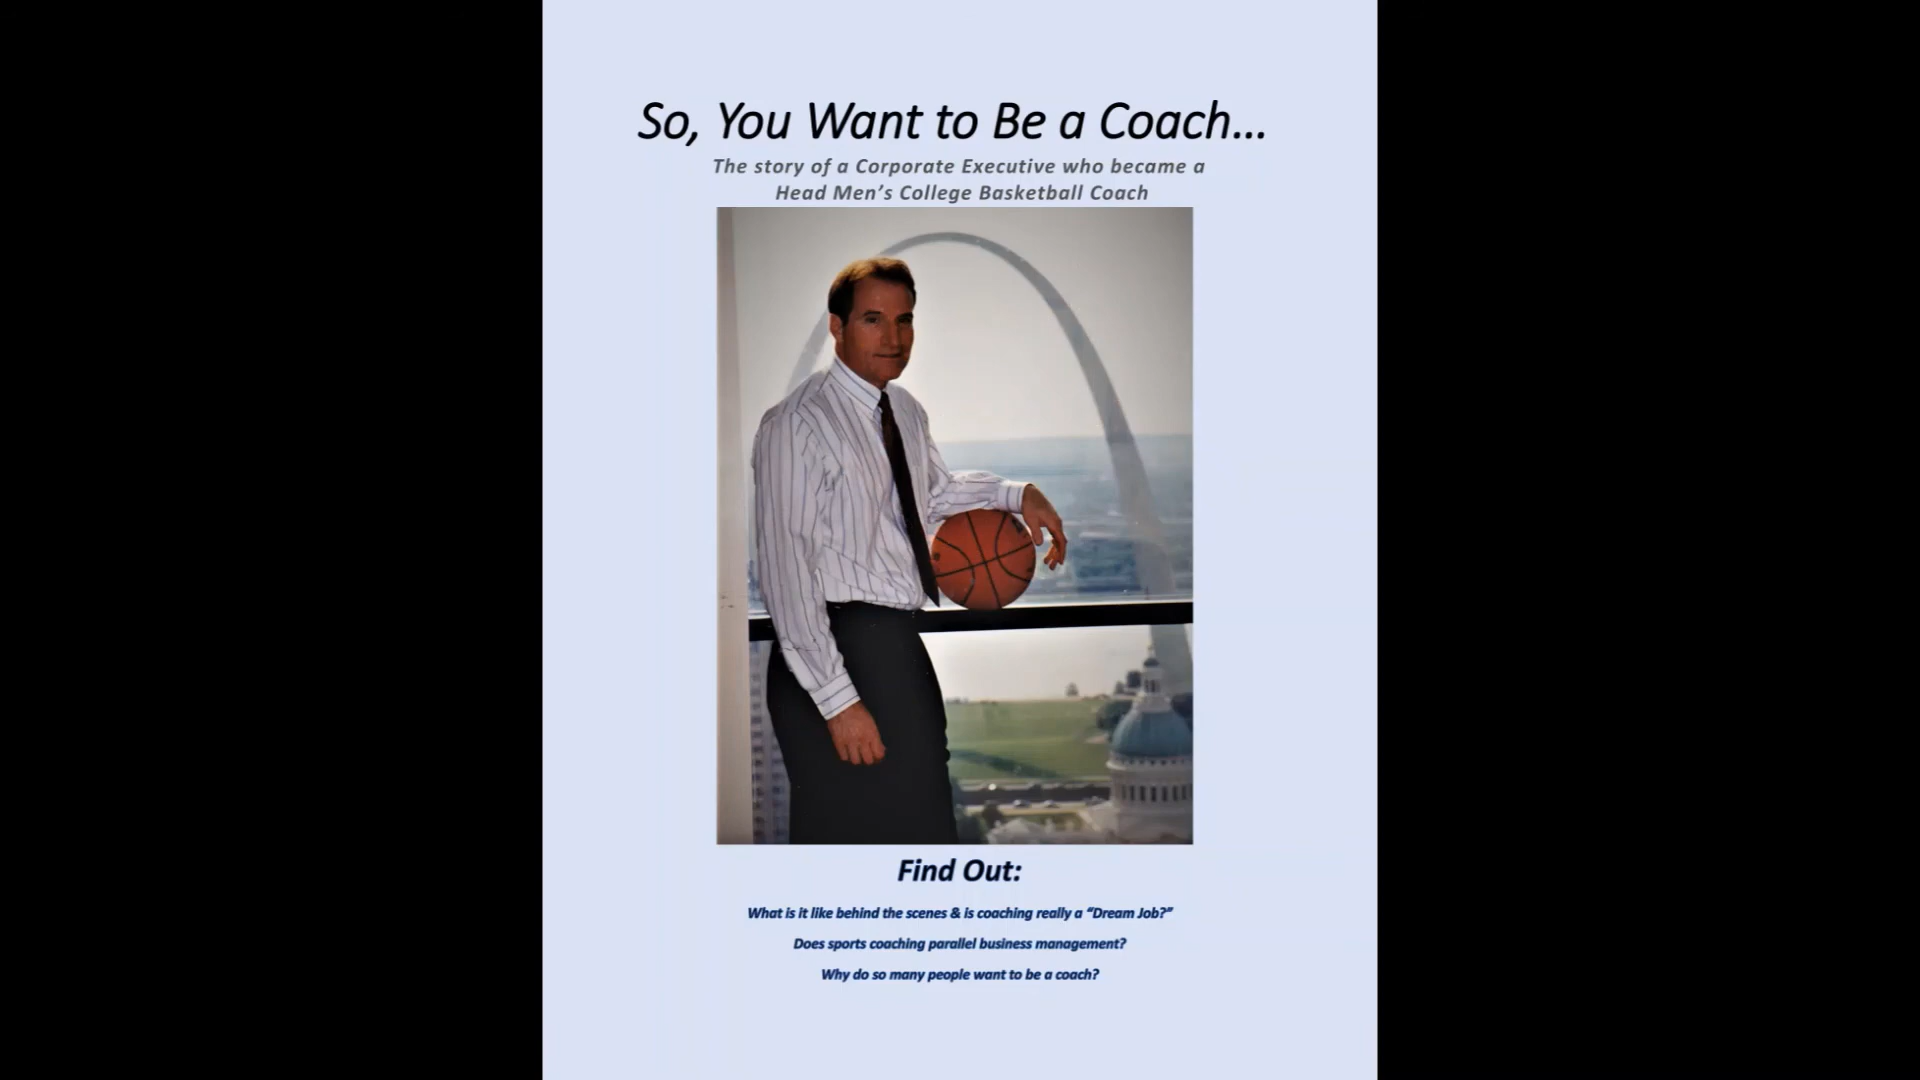 So, You Want to Be a Coach...
The story of a Corporate Executive who became a
Head Men’s College Basketball Coach
Find Out:
What is it like behind the scenes & is coaching really a “Dream Job?”
Does sports coaching parallel business management?
Why do so many people want to be a coach?